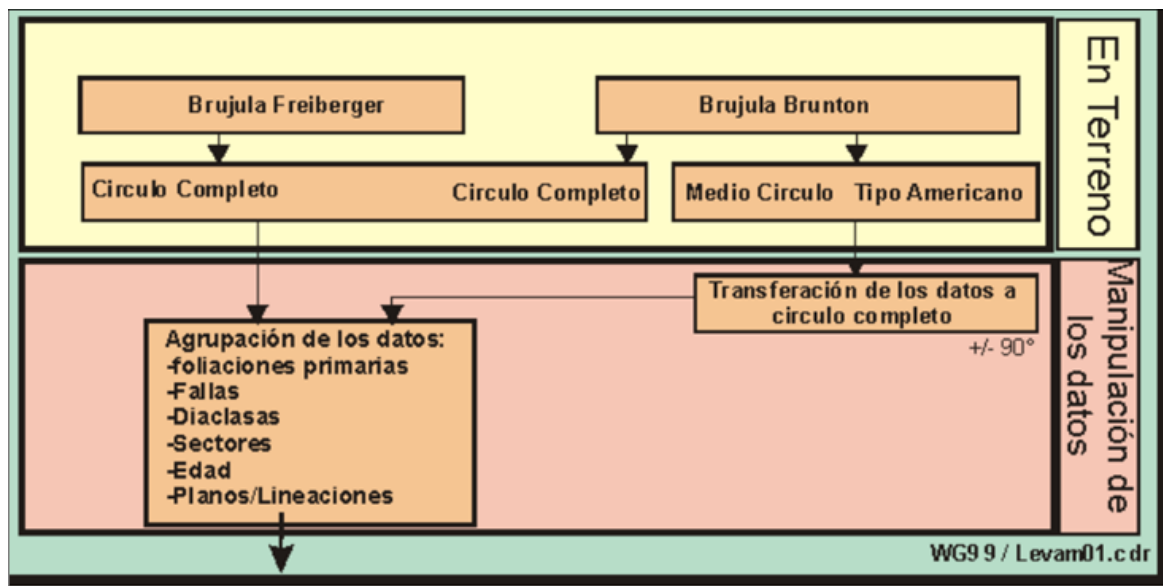 Brujula Freiberger
Brujula Brunton
Circulo Completo
Circulo Completo
Medio Circulo Tipo Americano
En Terreno
Transferación de los datos a
circulo completo
+/- 90°
Agrupación de los datos:
-foliaciones primarias
-Fallas
-Diaclasas
-Sectores
-Edad
-Planos/Lineaciones
Manipulación de
los datos
WG99 / Levam01.cdr